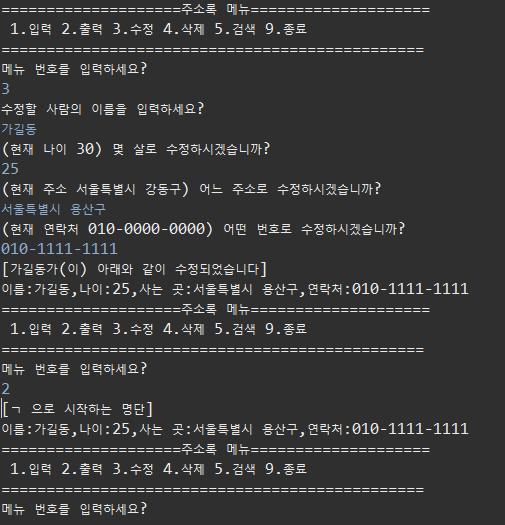 ====================주소록 메뉴====================
1.입력 2.출력 3.수정 4.삭제 5.검색 9.종료
===============================================
메뉴 번호를 입력하세요?
3
수정할 사람의 이름을 입력하세요?
가길동
(현재 나이 30) 몇 살로 수정하시겠습니까?
25
(현재 주소 서울특별시 강동구) 어느 주소로 수정하시겠습니까?
서울특별시 용산구
(현재 연락처 010-0000-0000) 어떤 번호로 수정하시겠습니까?
010-1111-1111
[가길동가(이) 아래와 같이 수정되었습니다]
이름:가길동,나이:25,사는 곳:서울특별시 용산구,연락처:010-1111-1111
====================주소록 메뉴====================
1.입력 2.출력 3.수정 4.삭제 5.검색 9.종료
===============================================
메뉴 번호를 입력하세요?
2
[ㄱ 으로 시작하는 명단]
이름:가길동,나이:25,사는 곳:서울특별시 용산구,연락처:010-1111-1111
====================주소록 메뉴====================
1.입력 2.출력 3.수정 4.삭제 5.검색 9.종료
===============================================
메뉴 번호를 입력하세요?